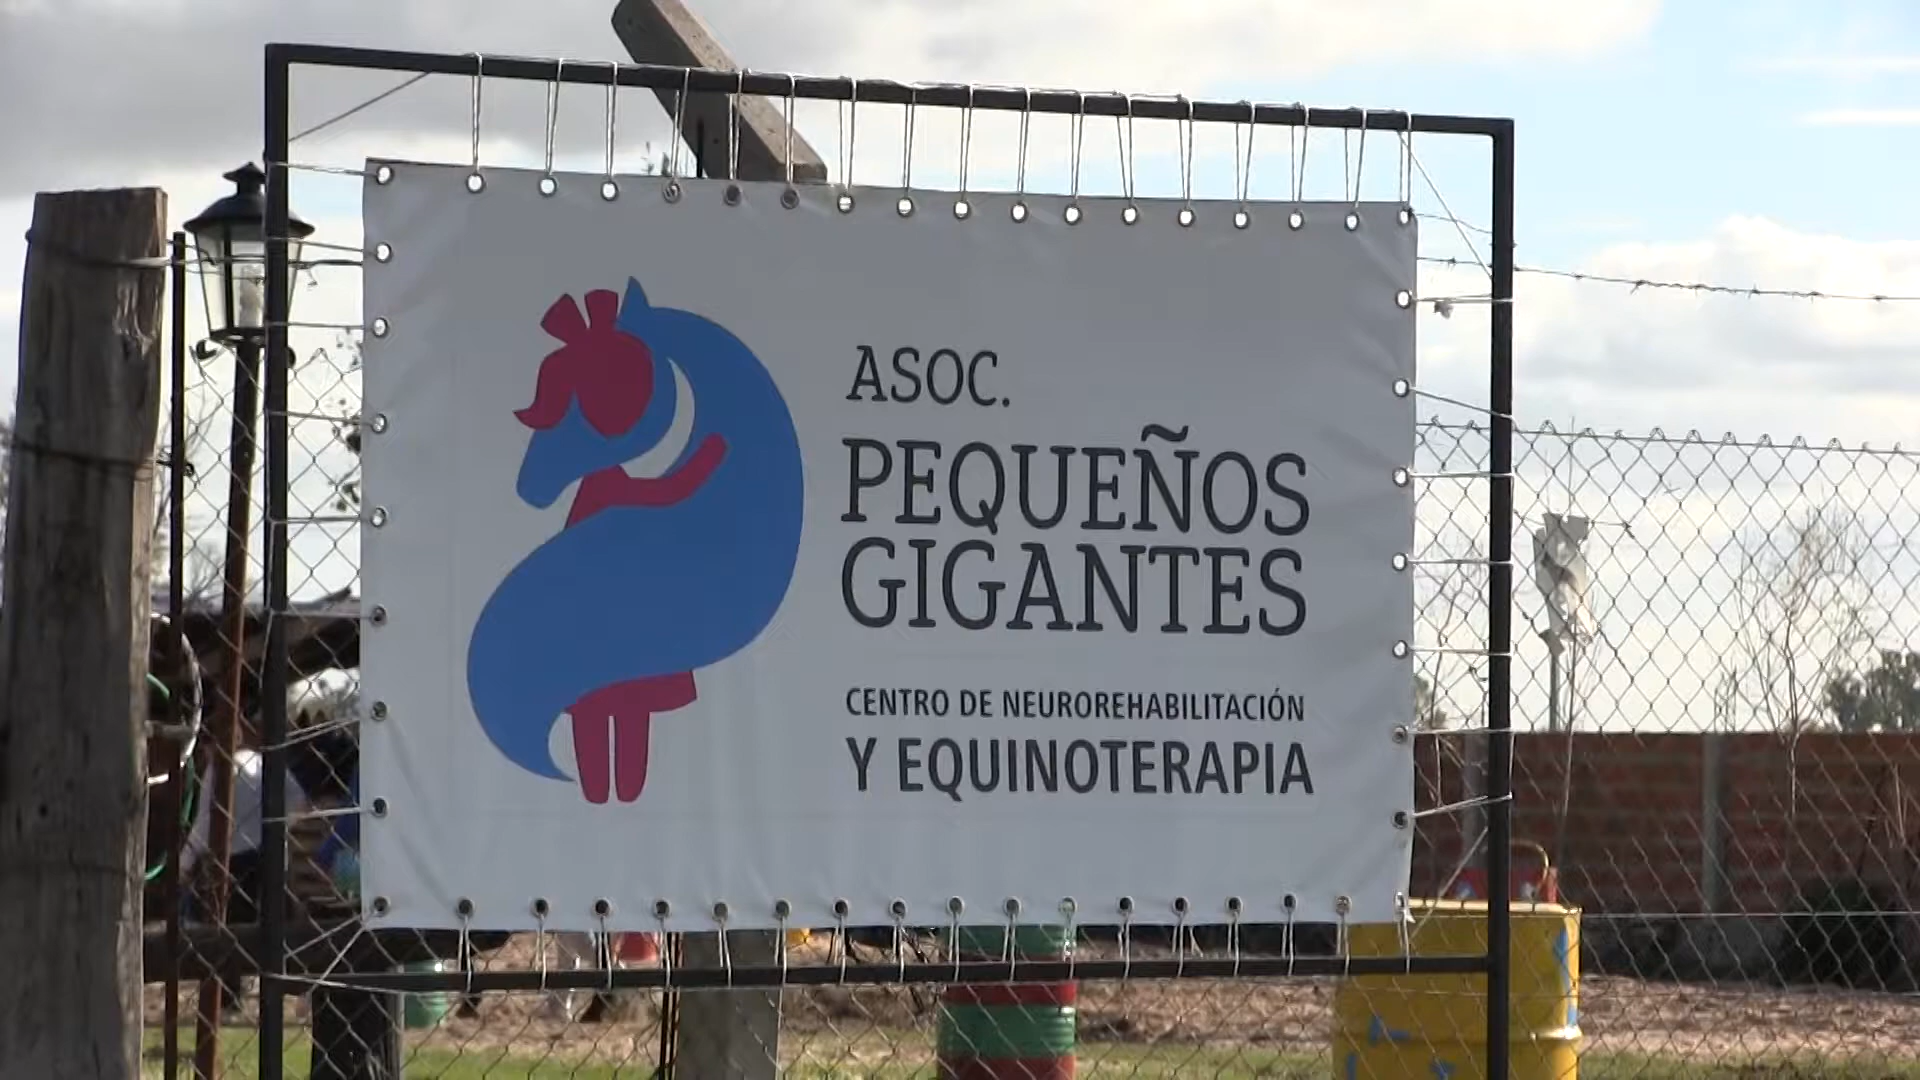 ASOC.
PEQUEÑOS
GIGANTES
CENTRO DE NEUROREHABILITACIÓN
Y EQUINOTERAPIA